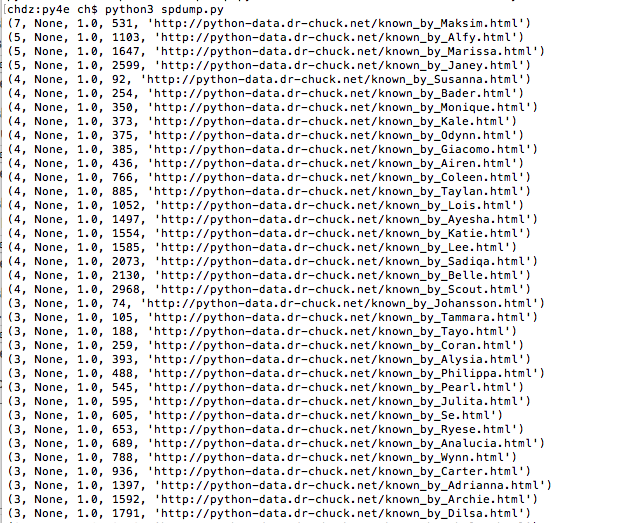 chdz:py4e ch$ python3 spdump.py
(7, None, 1.0, 531, 'http://python-data.dr-chuck.net/known_by_Maksim.html')
(5, None, 1.0, 1103, 'http://python-data.dr-chuck.net/known_by_Alfy.html')
(5, None, 1.0, 1647, 'http://python-data.dr-chuck.net/known_by_Marissa.html')
(5, None, 1.0, 2599, 'http://python-data.dr-chuck.net/known_by_Janey.html')
(4, None, 1.0, 92, 'http://python-data.dr-chuck.net/known_by_Susanna.html')
(4, None, 1.0, 254, 'http://python-data.dr-chuck.net/known_by_Bader.html')
(4, None, 1.0, 350, 'http://python-data.dr-chuck.net/known_by_Monique.html')
(4, None, 1.0, 373, 'http://python-data.dr-chuck.net/known_by_Kale.html')
(4, None, 1.0, 375, 'http://python-data.dr-chuck.net/known_by_Odynn.html')
(4, None, 1.0, 385, 'http://python-data.dr-chuck.net/known_by_Giacomo.html')
(4, None, 1.0, 436, 'http://python-data.dr-chuck.net/known_by_Airen.html')
(4, None, 1.0, 766, 'http://python-data.dr-chuck.net/known_by_Coleen.html')
(4, None, 1.0, 885, 'http://python-data.dr-chuck.net/known_by_Taylan.html')
(4, None, 1.0, 1052, 'http://python-data.dr-chuck.net/known_by_Lois.html')
(4, None, 1.0, 1497, 'http://python-data.dr-chuck.net/known_by_Ayesha.html')
(4, None, 1.0, 1554, 'http://python-data.dr-chuck.net/known_by_Katie.html')
(4, None, 1.0, 1585, 'http://python-data.dr-chuck.net/known_by_Lee.html')
(4, None, 1.0, 2073, 'http://python-data.dr-chuck.net/known_by_Sadiqa.html')
(4, None, 1.0, 2130, 'http://python-data.dr-chuck.net/known_by_Belle.html')
(4, None, 1.0, 2968, 'http://python-data.dr-chuck.net/known_by_Scout.html')
(3, None, 1.0, 74, 'http://python-data.dr-chuck.net/known_by_Johansson.html')
(3, None, 1.0, 105, 'http://python-data.dr-chuck.net/known_by_Tammara.html')
(3, None, 1.0, 188, 'http://python-data.dr-chuck.net/known_by_Tayo.html')
(3, None, 1.0, 259, 'http://python-data.dr-chuck.net/known_by_Coran.html')
(3, None, 1.0, 393, 'http://python-data.dr-chuck.net/known_by_Alysia.html')
(3, None, 1.0, 488, 'http://python-data.dr-chuck.net/known_by_Philippa.html')
(3, None, 1.0, 545, 'http://python-data.dr-chuck.net/known_by_Pearl.html')
(3, None, 1.0, 595, 'http://python-data.dr-chuck.net/known_by_Julita.html')
(3, None, 1.0, 605, 'http://python-data.dr-chuck.net/known_by_Se.html')
(3, None, 1.0, 653, 'http://python-data.dr-chuck.net/known_by_Ryese.html')
(3, None, 1.0, 689, 'http://python-data.dr-chuck.net/known_by_Analucia.html')
(3, None, 1.0, 788, 'http://python-data.dr-chuck.net/known_by_Wynn.html')
(3, None, 1.0, 936, 'http://python-data.dr-chuck.net/known_by_Carter.html')
(3, None, 1.0, 1397, 'http://python-data.dr-chuck.net/known_by_Adrianna.html')
(3, None, 1.0, 1592, 'http://python-data.dr-chuck.net/known_by_Archie.html')
(3, None, 1.0, 1791, 'http://python-data.dr-chuck.net/known_by_Dilsa.html')